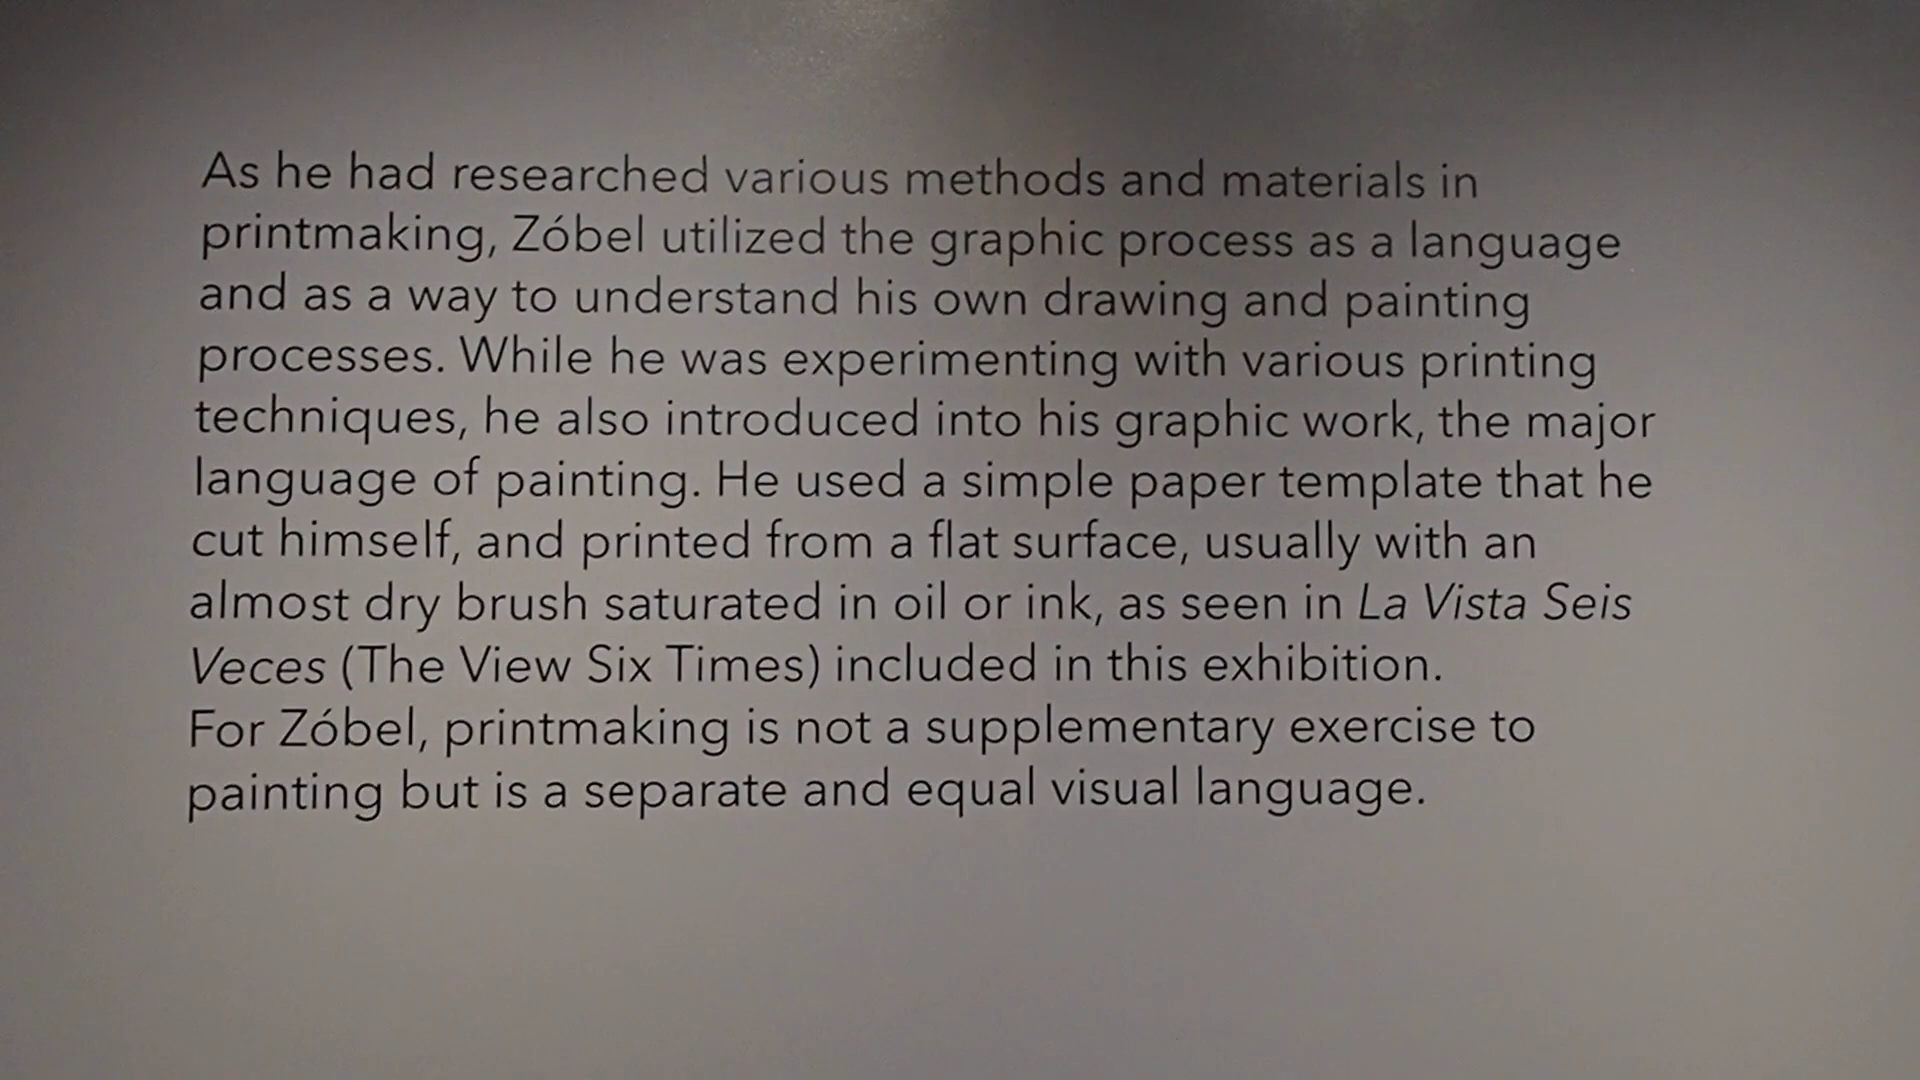 As he had researched various methods and materials in
printmaking, Zóbel utilized the graphic process as a language
and as a way to understand his own drawing and painting
processes. While he was experimenting with various printing
techniques, he also introduced into his graphic work, the major
language of painting. He used a simple paper template that he
cut himself, and printed from a flat surface, usually with an
almost dry brush saturated in oil or ink, as seen in La Vista Seis
Veces (The View Six Times) included in this exhibition.
For Zóbel, printmaking is not a supplementary exercise to
painting but is a separate and equal visual language.